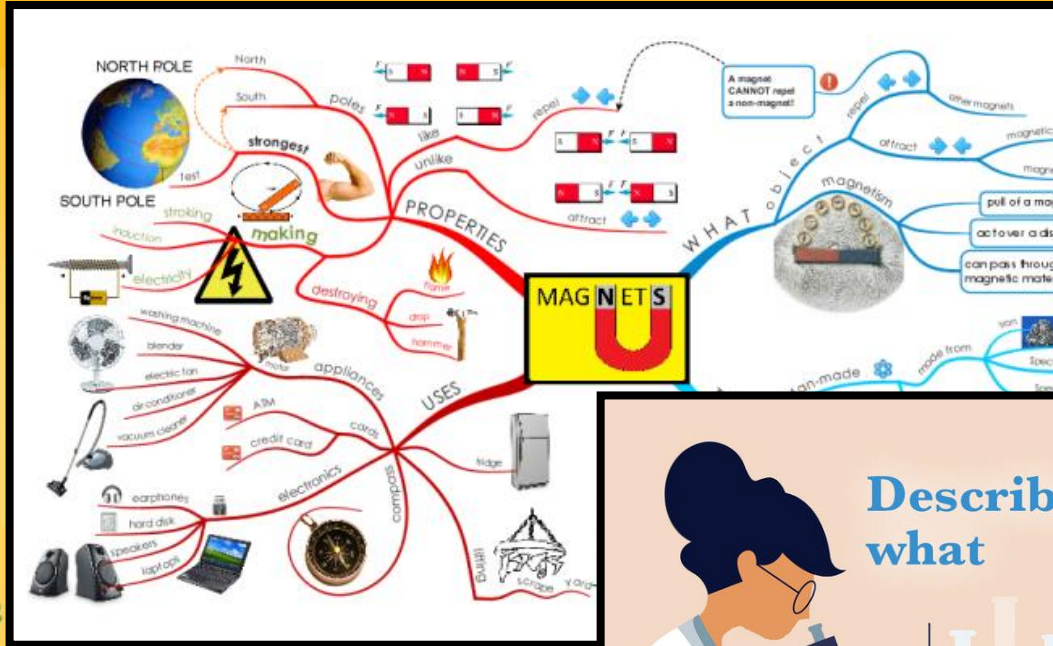 NORTH POLE
SOUTH POLE
North
South
poles
strongest
test
stroking
induction
electricity
making
destroying
flame
drop
hammer
like
unlike
repel
attract
PROPERTIES
MAGNETS
WHAT
object
repel
other magnets
attract
A magnet
CANNOT repel
a non-magnet!
magnetism
pull of a mag
act over a dis
can pass throug
magnetic mate
an-made
made from
iron
USES
appliances
motor
washing machine
blender
electric fan
air conditioner
vacuum cleaner
cards
ATM
credit card
electronics
earphones
hard disk
speakers
laptops
compass
fridge
lifting
scrape yard
Describ
what